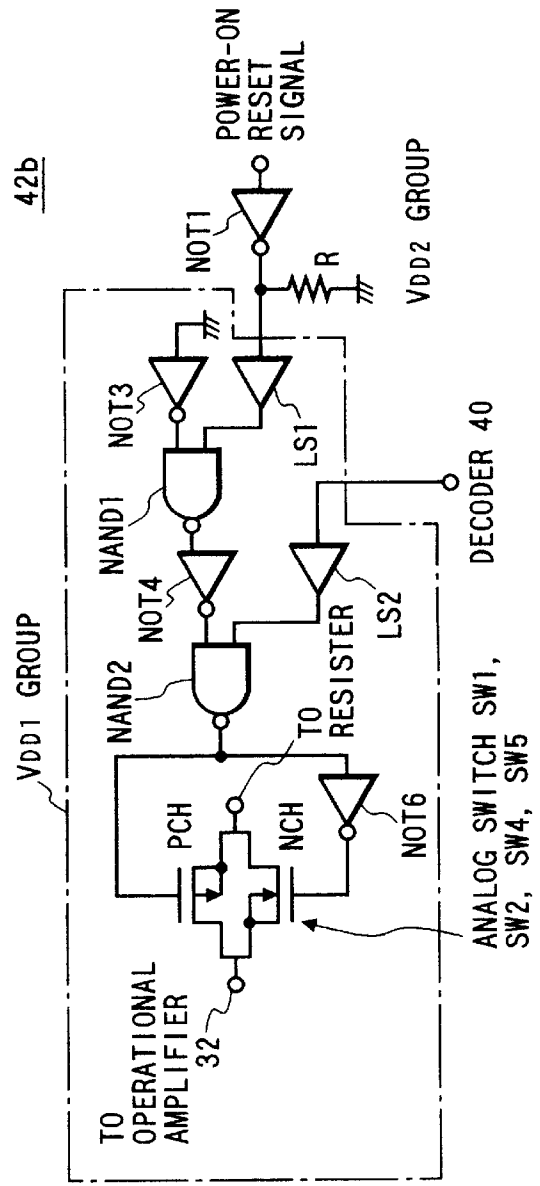 42b
VDD1 GROUP
POWER-ON
RESET
SIGNAL
NOT1
R
VDD2 GROUP
NOT3
LS1
NAND1
NOT4
LS2
DECODER 40
NAND2
TO
RESISTER
PCH
NCH
NOT6
ANALOG SWITCH SW1,
SW2, SW4, SW5
TO
OPERATIONAL
AMPLIFIER
32